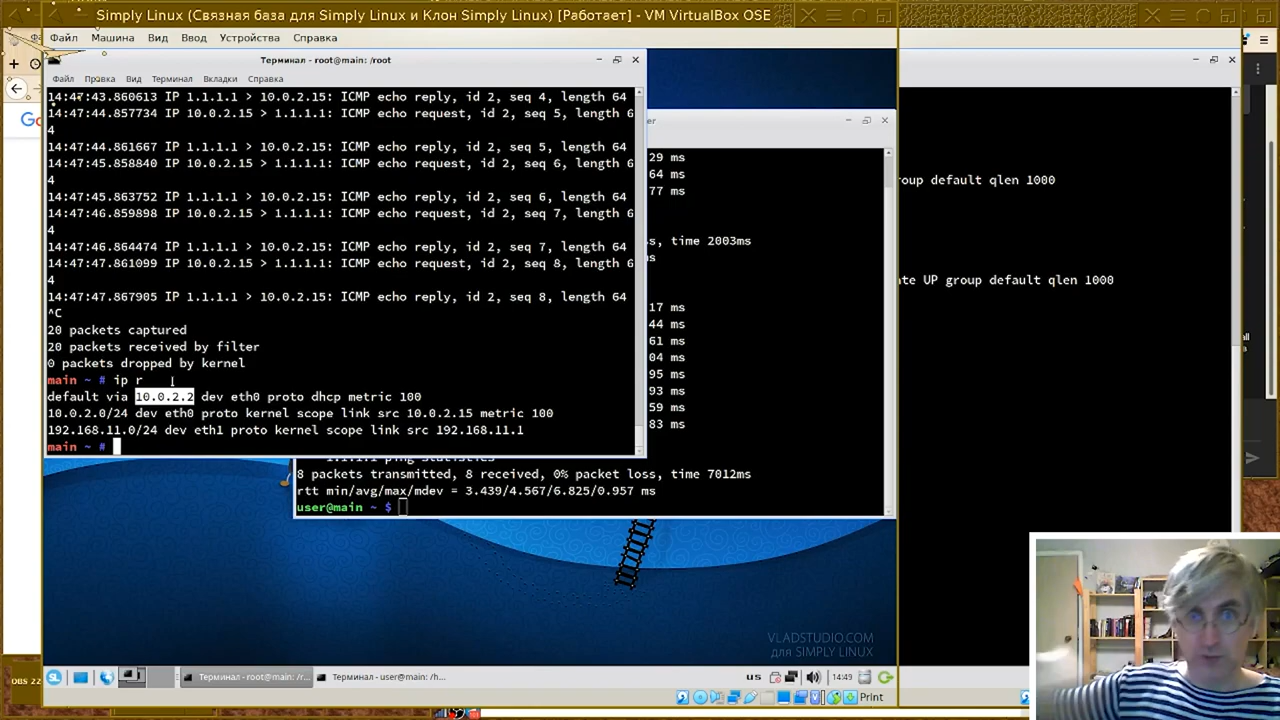 Simply Linux (Связная база для Simply Linux и Клон Simply Linux) [Работает] - VM VirtualBox OSE
Файл Машина Вид Ввод Устройства Справка
Терминал - root@main: /root
Файл Правка Вид Терминал Вкладки Справка
14:47:43.860613 IP 1.1.1.1 > 10.0.2.15: ICMP echo reply, id 2, seq 4, length 64
14:47:44.857734 IP 10.0.2.15 > 1.1.1.1: ICMP echo request, id 2, seq 5, length 6
4
14:47:44.861667 IP 1.1.1.1 > 10.0.2.15: ICMP echo reply, id 2, seq 5, length 64
14:47:45.858840 IP 10.0.2.15 > 1.1.1.1: ICMP echo request, id 2, seq 6, length 6
4
14:47:45.863752 IP 1.1.1.1 > 10.0.2.15: ICMP echo reply, id 2, seq 6, length 64
14:47:46.859898 IP 10.0.2.15 > 1.1.1.1: ICMP echo request, id 2, seq 7, length 6
4
14:47:46.864474 IP 1.1.1.1 > 10.0.2.15: ICMP echo reply, id 2, seq 7, length 64
14:47:47.861099 IP 10.0.2.15 > 1.1.1.1: ICMP echo request, id 2, seq 8, length 6
4
14:47:47.867905 IP 1.1.1.1 > 10.0.2.15: ICMP echo reply, id 2, seq 8, length 64
^C
20 packets captured
20 packets received by filter
0 packets dropped by kernel
main ~ # ip r
default via 10.0.2.2 dev eth0 proto dhcp metric 100
10.0.2.0/24 dev eth0 proto kernel scope link src 10.0.2.15 metric 100
192.168.11.0/24 dev eth1 proto kernel scope link src 192.168.11.1
main ~ #
er
29 ms
64 ms
77 ms
ss, time 2003ms
ms
17 ms
44 ms
61 ms
04 ms
95 ms
93 ms
59 ms
83 ms
8 packets transmitted, 8 received, 0% packet loss, time 7012ms
rtt min/avg/max/mdev = 3.439/4.567/6.825/0.957 ms
user@main ~ $
roup default qlen 1000
ate UP group default qlen 1000
Go
VLADSTUDIO.COM
для SIMPLY LINUX
SL
Терминал - root@main: /r...
Терминал - user@main: /h...
us
14:49
OBS 22
Print